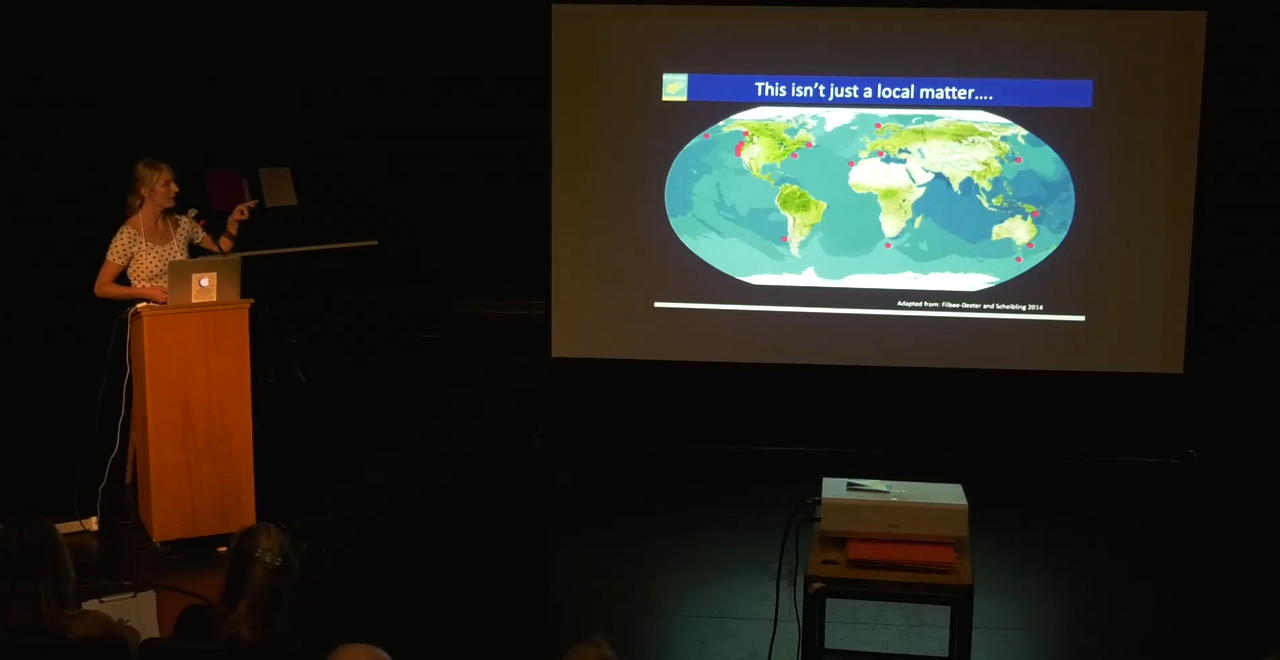 This isn't just a local matter....
Adapted from: Filbee-Dexter and Scheibling 2014